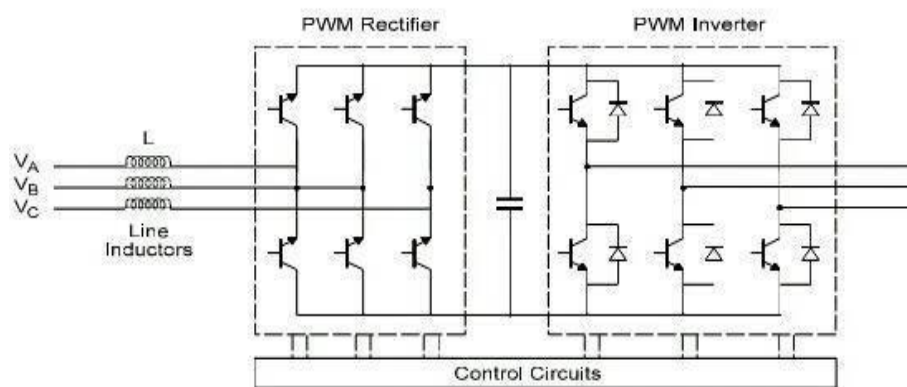 PWM Rectifier
PWM Inverter
L
VA
VB
VC
Line
Inductors
Control Circuits